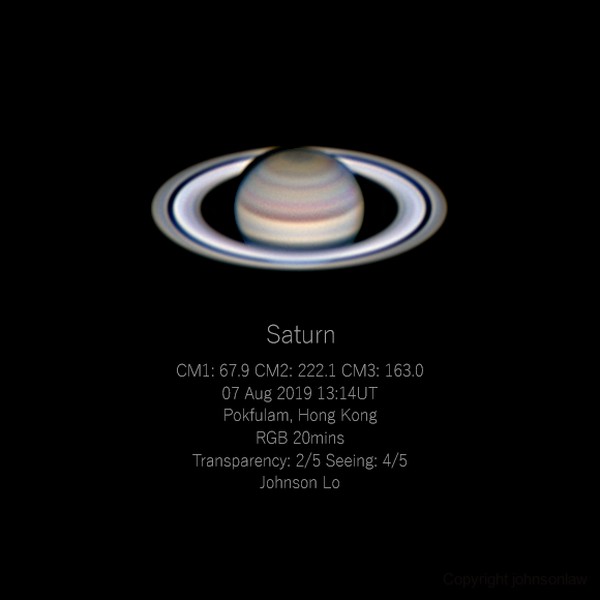 Saturn
CM1: 67.9 CM2: 222.1 CM3: 163.0
07 Aug 2019 13:14UT
Pokfulam, Hong Kong
RGB 20mins
Transparency: 2/5 Seeing: 4/5
Johnson Lo
Copyright johnsonlaw